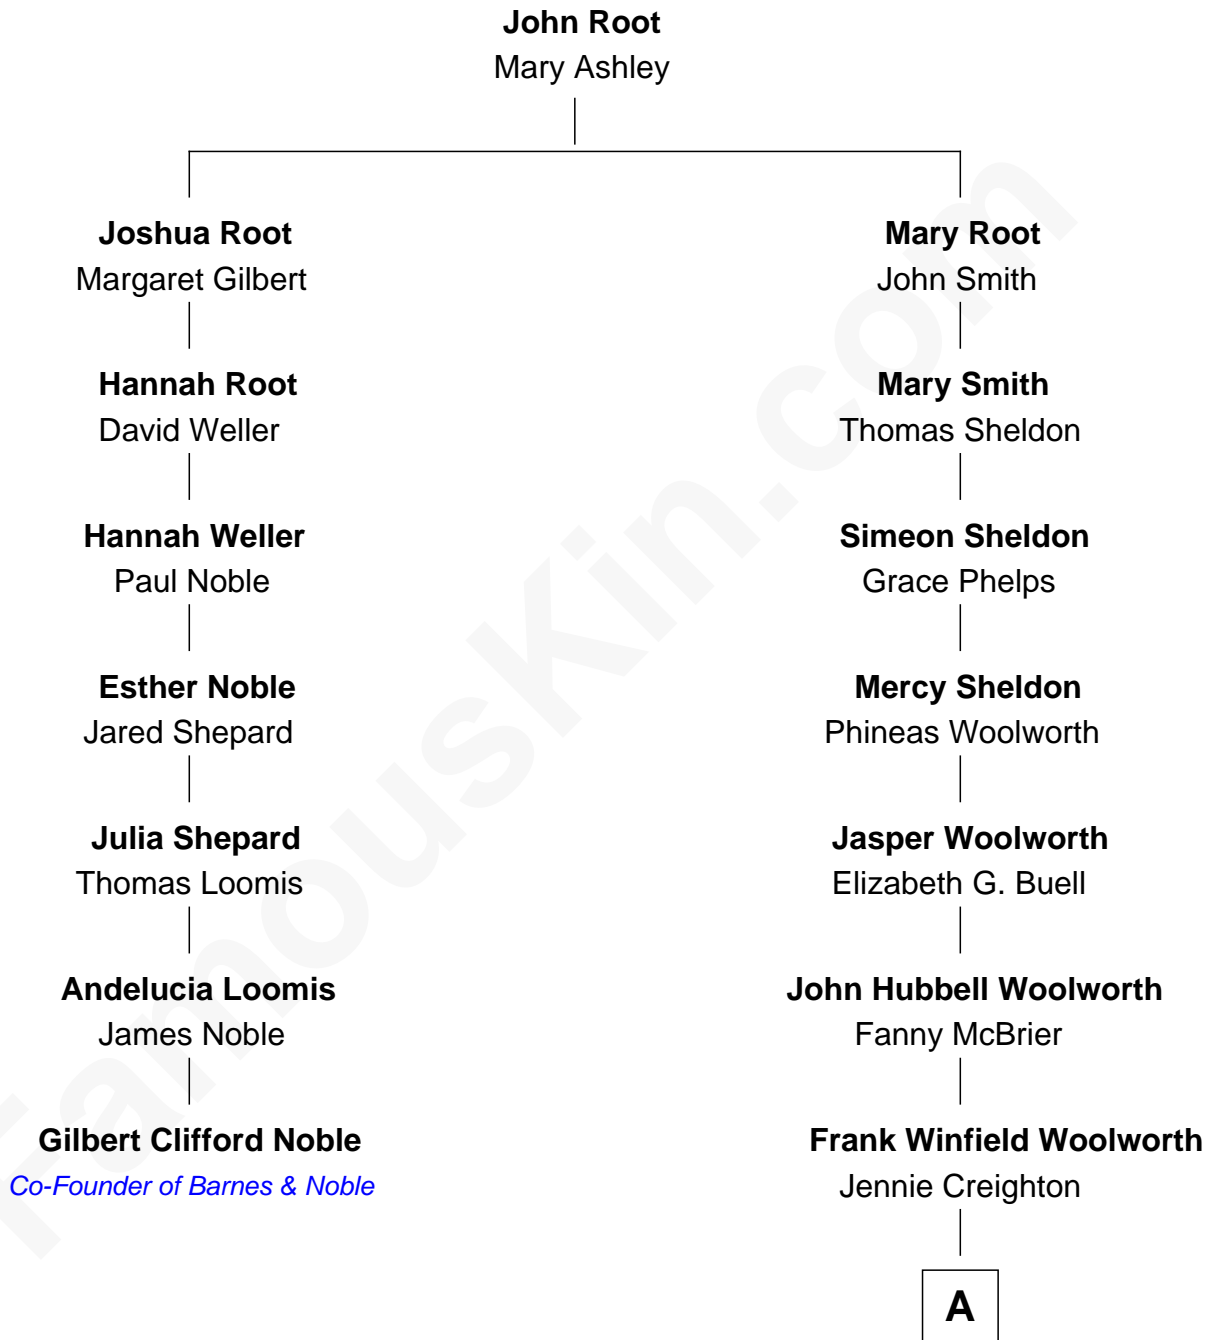 John Root
Mary Ashley
Joshua Root
Margaret Gilbert
Mary Root
John Smith
Hannah Root
David Weller
Mary Smith
Thomas Sheldon
Hannah Weller
Paul Noble
Simeon Sheldon
Grace Phelps
Esther Noble
Jared Shepard
Mercy Sheldon
Phineas Woolworth
Julia Shepard
Thomas Loomis
Jasper Woolworth
Elizabeth G. Buell
Andelucia Loomis
James Noble
John Hubbell Woolworth
Fanny McBrier
Gilbert Clifford Noble
Co-Founder of Barnes & Noble
Frank Winfield Woolworth
Jennie Creighton
A
FamousKin.com